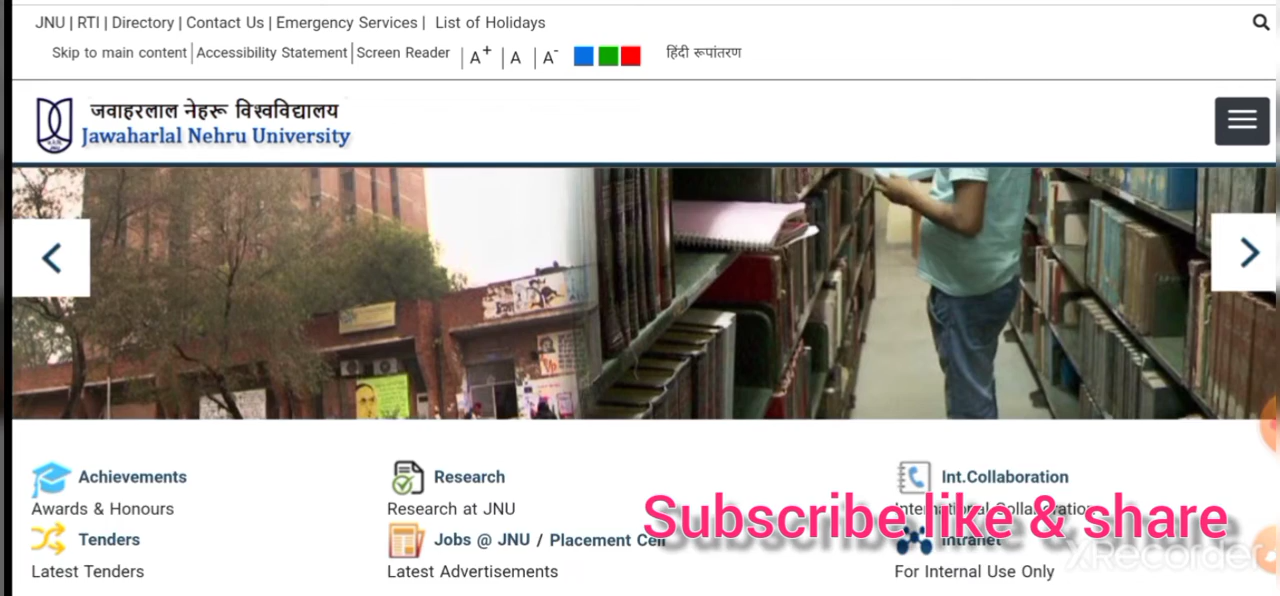 JNU | RTI | Directory | Contact Us | Emergency Services | List of Holidays
Skip to main content | Accessibility Statement | Screen Reader | A+ | A | A- हिंदी रूपांतरण
जवाहरलाल नेहरू विश्वविद्यालय
Jawaharlal Nehru University
Achievements
Awards & Honours
Research
Research at JNU
Int.Collaboration
International Collaboration
Tenders
Latest Tenders
Jobs @ JNU / Placement Cell
Latest Advertisements
Intranet
For Internal Use Only
Subscribe like & share
XRecorder